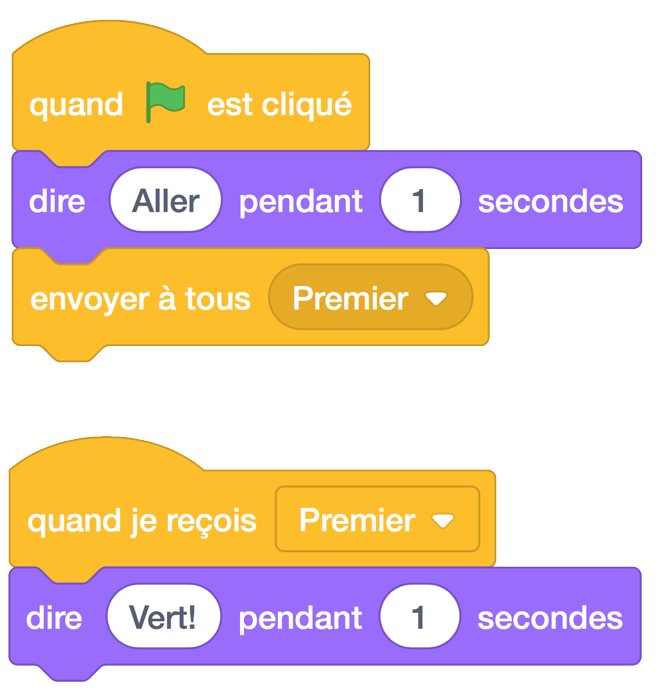 quand est cliqué
dire Aller pendant 1 secondes
envoyer à tous Premier
quand je reçois Premier
dire Vert! pendant 1 secondes